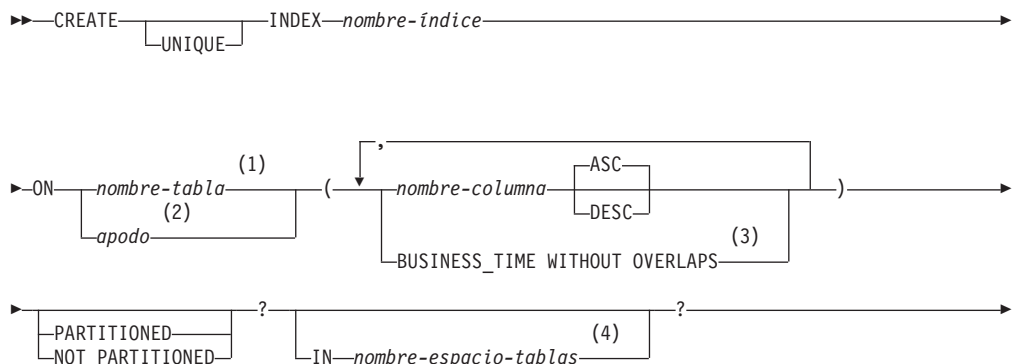 CREATE UNIQUE INDEX nombre-índice
ON nombre-tabla (1) ( nombre-columna ASC , )
DESC
apodo (2)
BUSINESS_TIME WITHOUT OVERLAPS (3)
PARTITIONED ? IN nombre-espacio-tablas (4) ?
NOT PARTITIONED